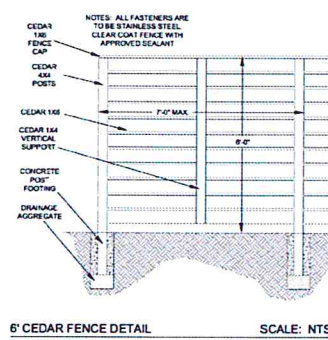 NOTES: ALL FASTENERS ARE
TO BE STAINLESS STEEL
CLEAR COAT FENCE WITH
APPROVED SEALANT
CEDAR
1X6
FENCE
CAP
CEDAR
4X4
POSTS
CEDAR 1X6
CEDAR 1X4
VERTICAL
SUPPORT
CONCRETE
POST
FOOTING
DRAINAGE
AGGREGATE
7'-0" MAX
6'-0"
6' CEDAR FENCE DETAIL
SCALE: NTS